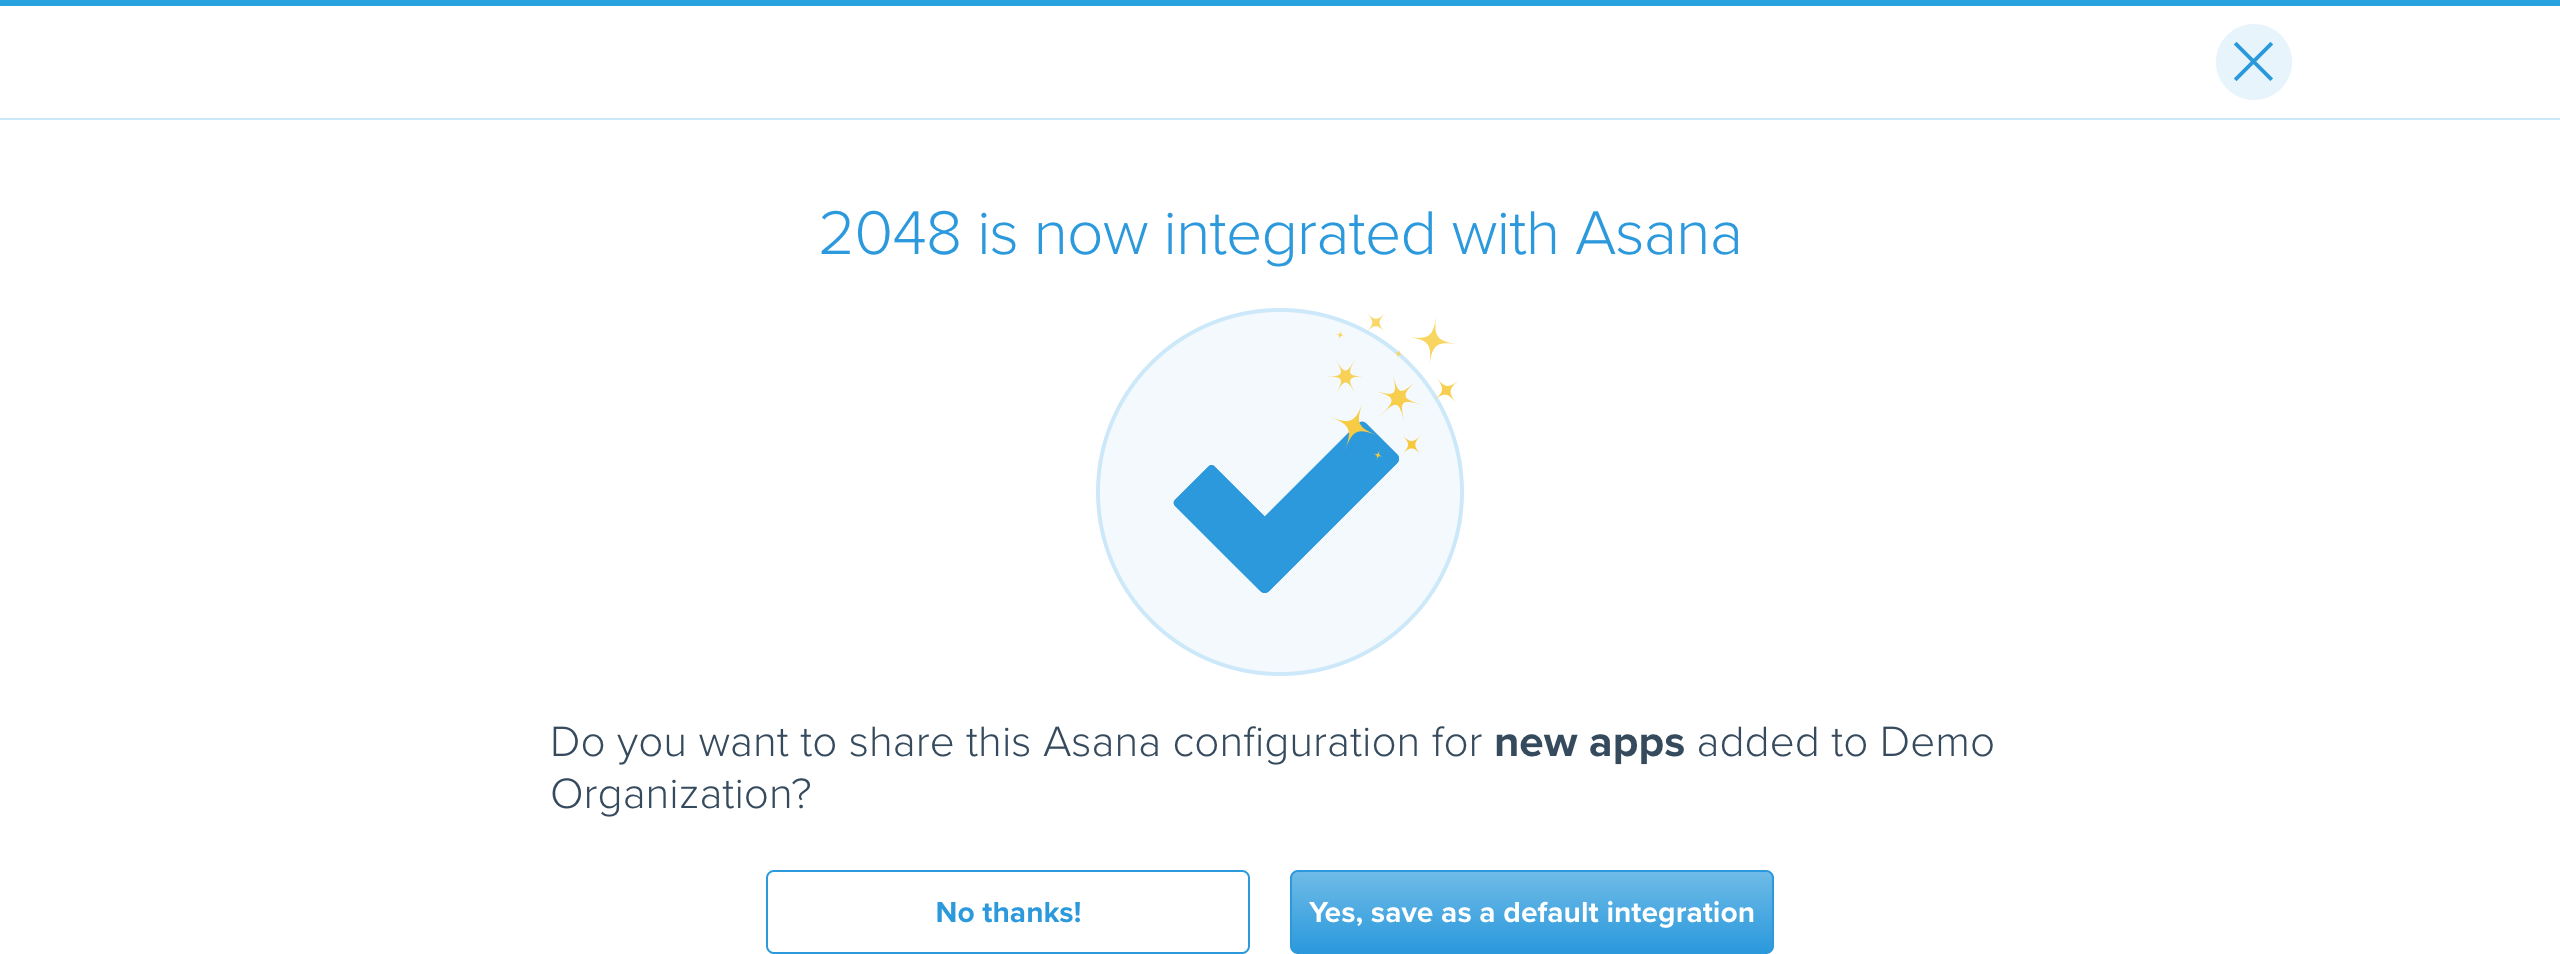 2048 is now integrated with Asana
Do you want to share this Asana configuration for new apps added to Demo
Organization?
No thanks!
Yes, save as a default integration